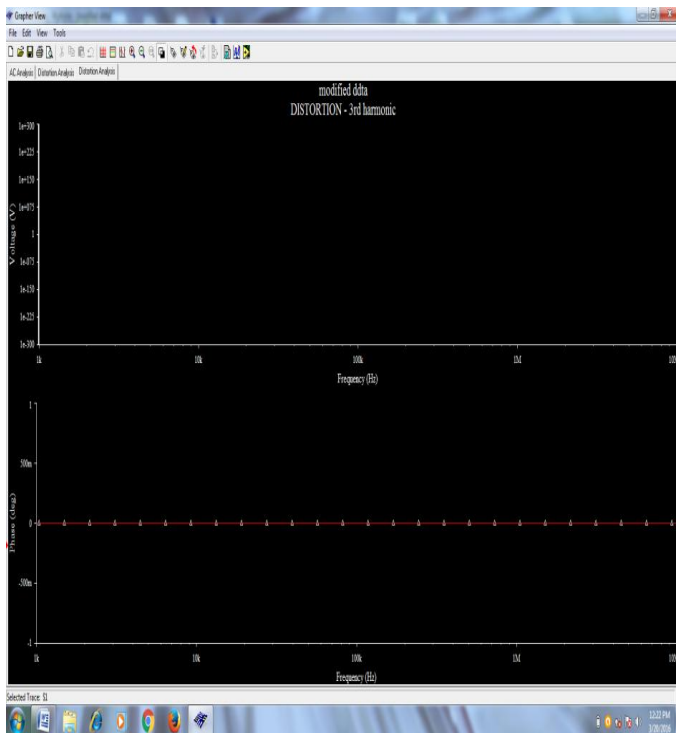 Grapher View
File Edit View Tools
AC Analysis Distortion Analysis Distortion Analysis
modified ddta
DISTORTION - 3rd harmonic
Voltage (V)
1e+300
1e+225
1e+150
1e+075
1
1e-075
1e-150
1e-225
1e-300
1k 10k 100k 1M
Frequency (Hz)
Phase (deg)
1
500m
0
-500m
-1
1k 10k 100k 1M
Frequency (Hz)
Selected Trace: $1
12:22 PM
3/20/2016